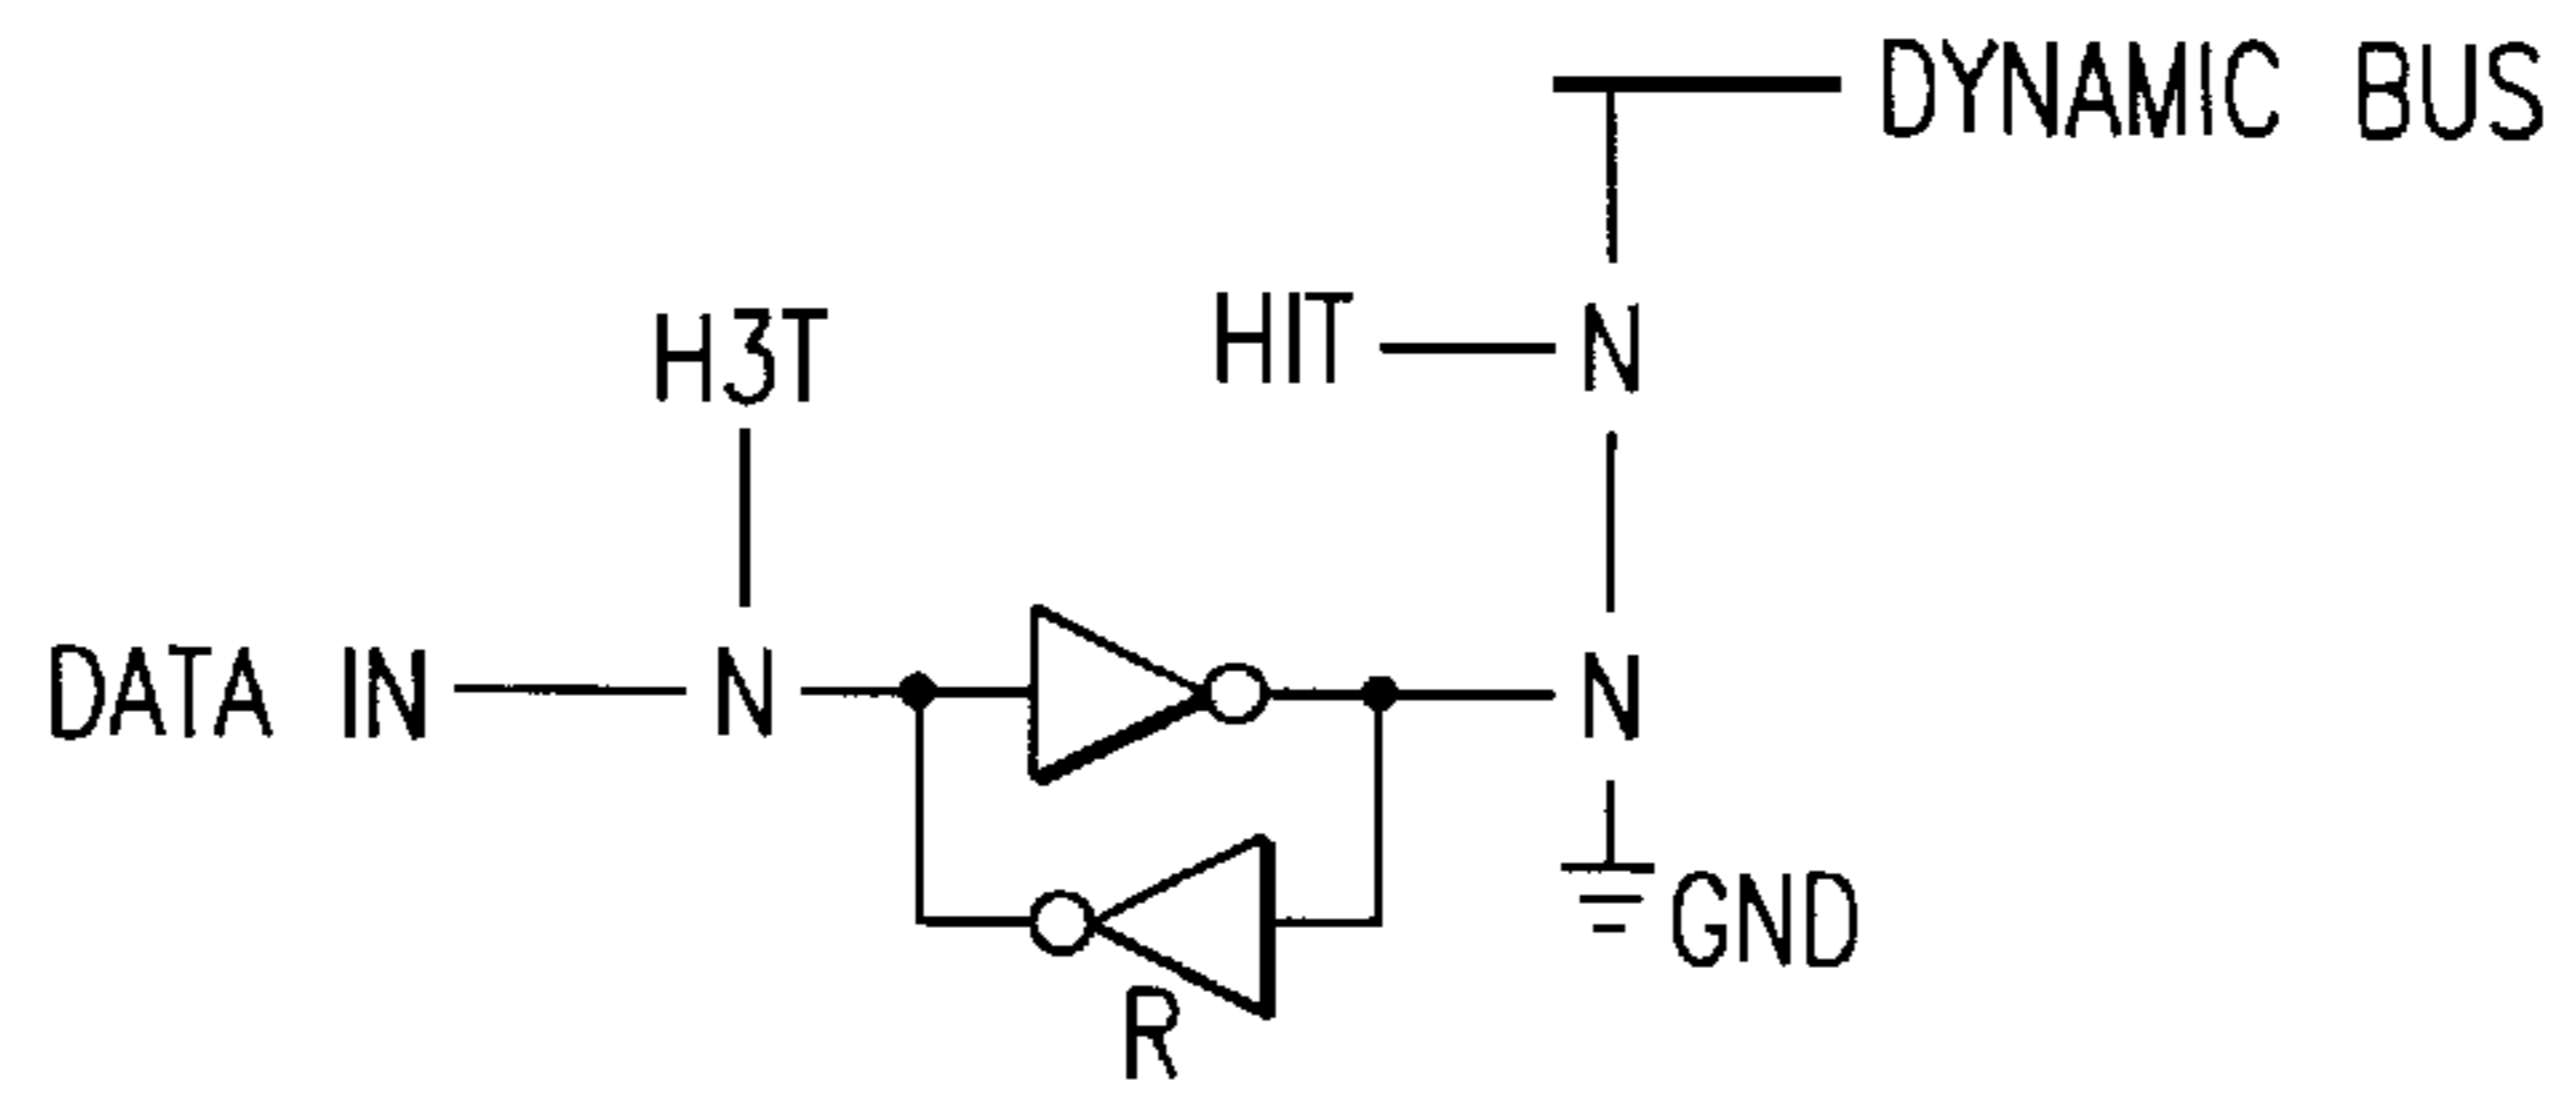 DYNAMIC BUS
H3T
HIT
N
DATA IN
N
N
GND
R